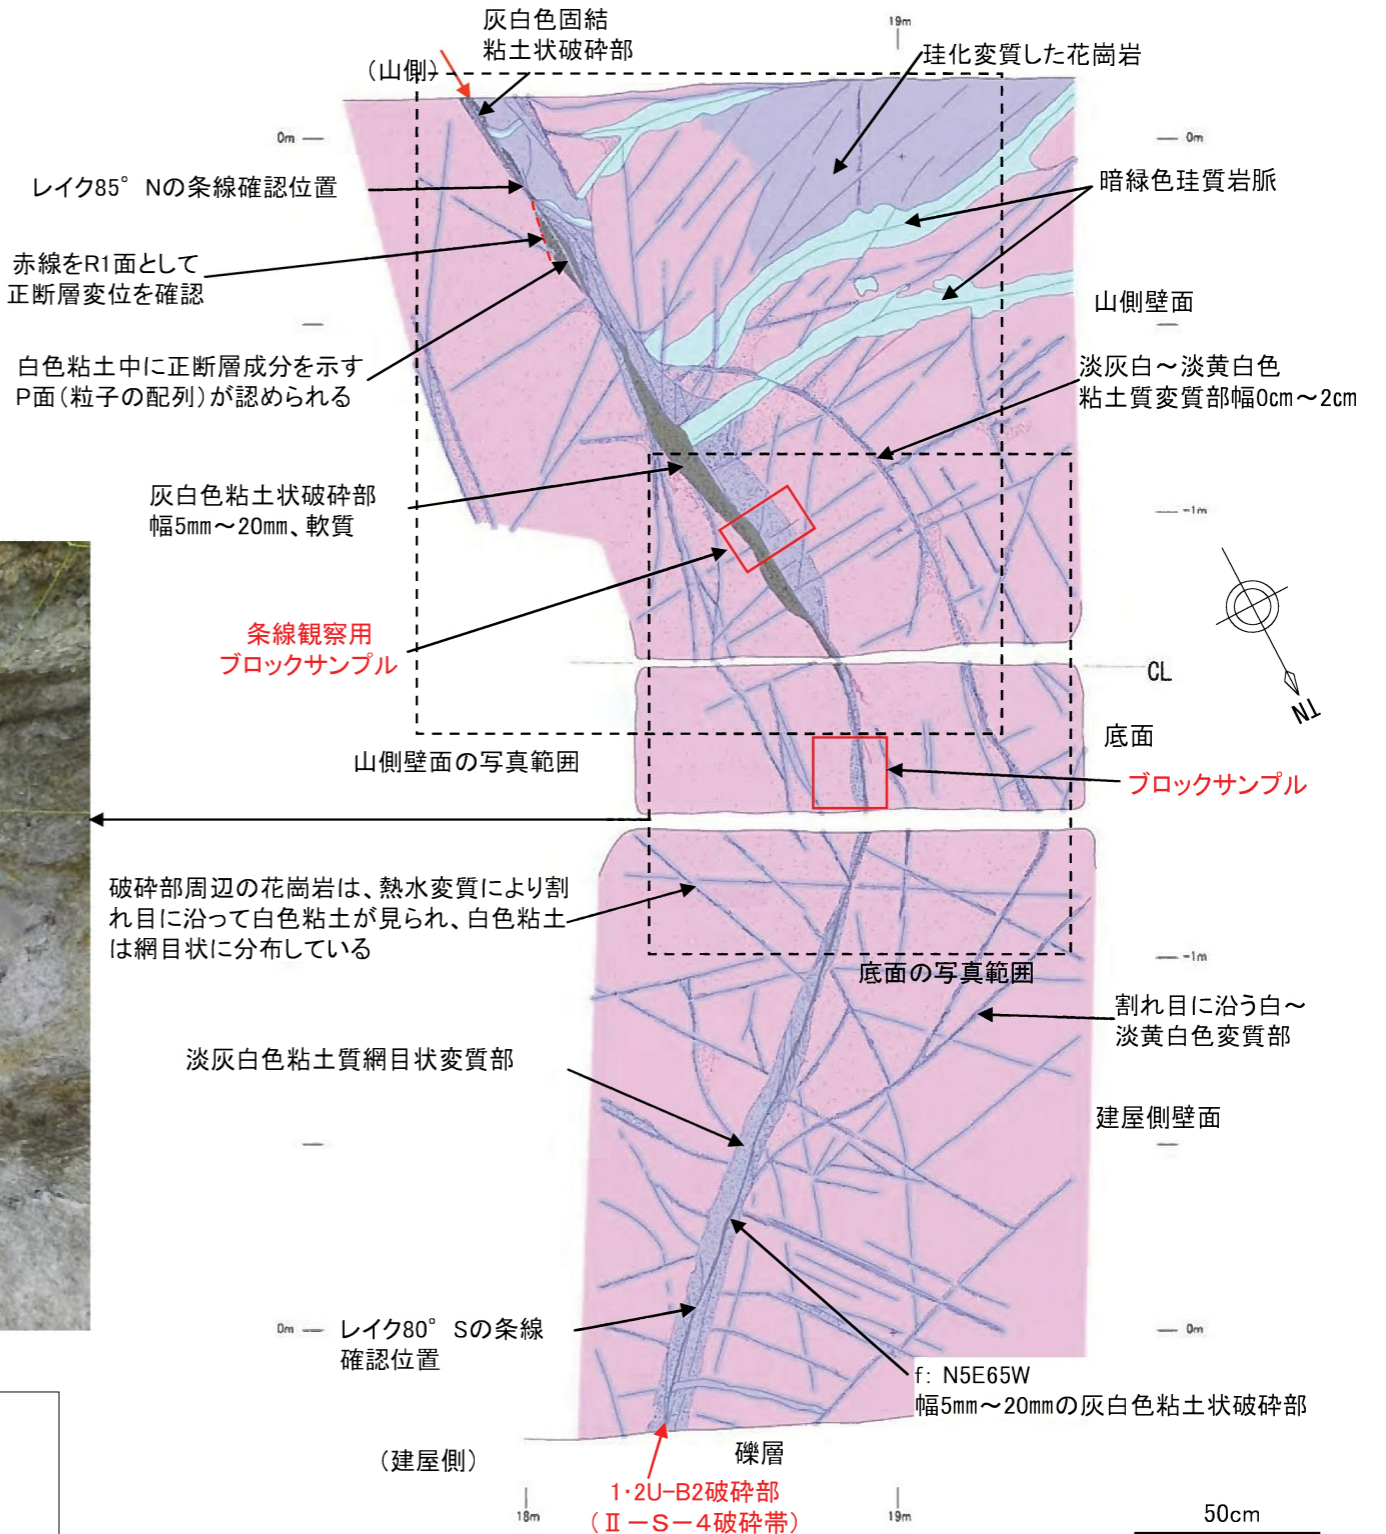 灰白色固結
粘土状破砕部
19m
(山側)
珪化変質した花崗岩
0m
0m
レイク85° Nの条線確認位置
暗緑色珪質岩脈
赤線をR1面として
正断層変位を確認
山側壁面
白色粘土中に正断層成分を示す
P面(粒子の配列)が認められる
淡灰白~淡黄白色
粘土質変質部幅0cm~2cm
灰白色粘土状破砕部
幅5mm~20mm、軟質
-1m
条線観察用
ブロックサンプル
CL
NT
底面
山側壁面の写真範囲
ブロックサンプル
破砕部周辺の花崗岩は、熱水変質により割
れ目に沿って白色粘土が見られ、白色粘土
は網目状に分布している
-1m
底面の写真範囲
割れ目に沿う白~
淡黄白色変質部
淡灰白色粘土質網目状変質部
建屋側壁面
0m
0m
レイク80° Sの条線
確認位置
f: N5E65W
幅5mm~20mmの灰白色粘土状破砕部
(建屋側)
礫層
1・2U-B2破砕部
(Ⅱ-S-4破砕帯)
18m
19m
50cm